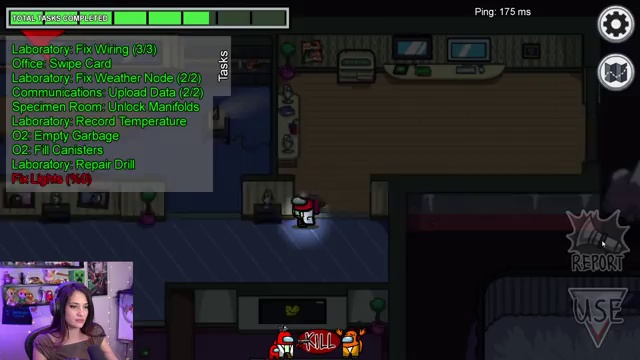 TOTAL TASKS COMPLETED
Ping: 175 ms
Laboratory: Fix Wiring (3/3)
Office: Swipe Card
Laboratory: Fix Weather Node (2/2)
Communications: Upload Data (2/2)
Specimen Room: Unlock Manifolds
Laboratory: Record Temperature
O2: Empty Garbage
O2: Fill Canisters
Laboratory: Repair Drill
Fix Lights (%0)
Tasks
REPORT
USE
KILL